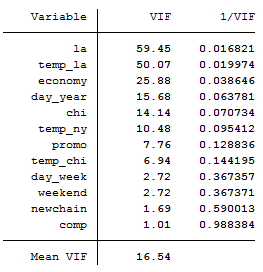 Variable VIF 1/VIF
la 59.45 0.016821
temp_la 50.07 0.019974
economy 25.88 0.038646
day_year 15.68 0.063781
chi 14.14 0.070734
temp_ny 10.48 0.095412
promo 7.76 0.128836
temp_chi 6.94 0.144195
day_week 2.72 0.367357
weekend 2.72 0.367371
newchain 1.69 0.590013
comp 1.01 0.988384
Mean VIF 16.54